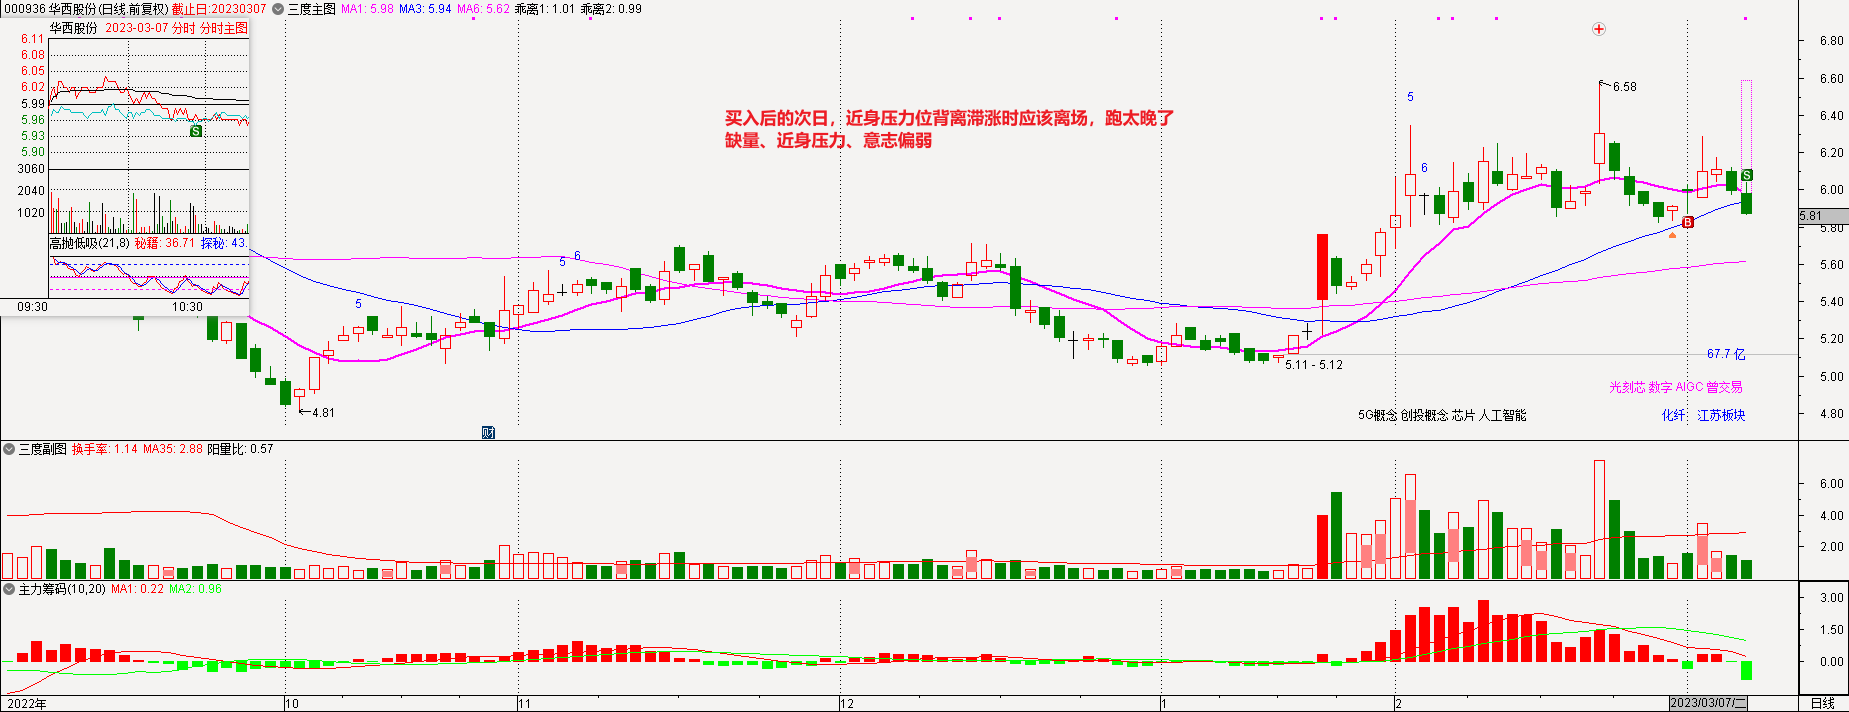 000936 华西股份(日线.前复权) 截止日:20230307 三度主图 MA1: 5.98 MA3: 5.94 MA6: 5.62 乖离1: 1.01 乖离2: 0.99
华西股份 2023-03-07 分时 分时主图
6.11
6.08
6.05
6.02
5.99
5.96
5.93
5.90
S
3060
2040
1020
高抛低吸(21,8) 秘籍: 36.71 探秘: 43.
09:30 10:30
买入后的次日，近身压力位背离滞涨时应该离场，跑太晚了
缺量、近身压力、意志偏弱
5
5
6
5
6
6.58
S
B
4.81
5.11 - 5.12
67.7 亿
光刻芯 数字 AIGC 曾交易
5G概念 创投概念 芯片 人工智能
化纤 江苏板块
财
6.80
6.60
6.40
6.20
6.00
5.81
5.80
5.60
5.40
5.20
5.00
4.80
三度副图 换手率: 1.14 MA35: 2.88 阳量比: 0.57
6.00
4.00
2.00
主力筹码(10,20) MA1: 0.22 MA2: 0.96
3.00
1.50
0.00
2022年 10 11 12 1 2 2023/03/07/二 日线